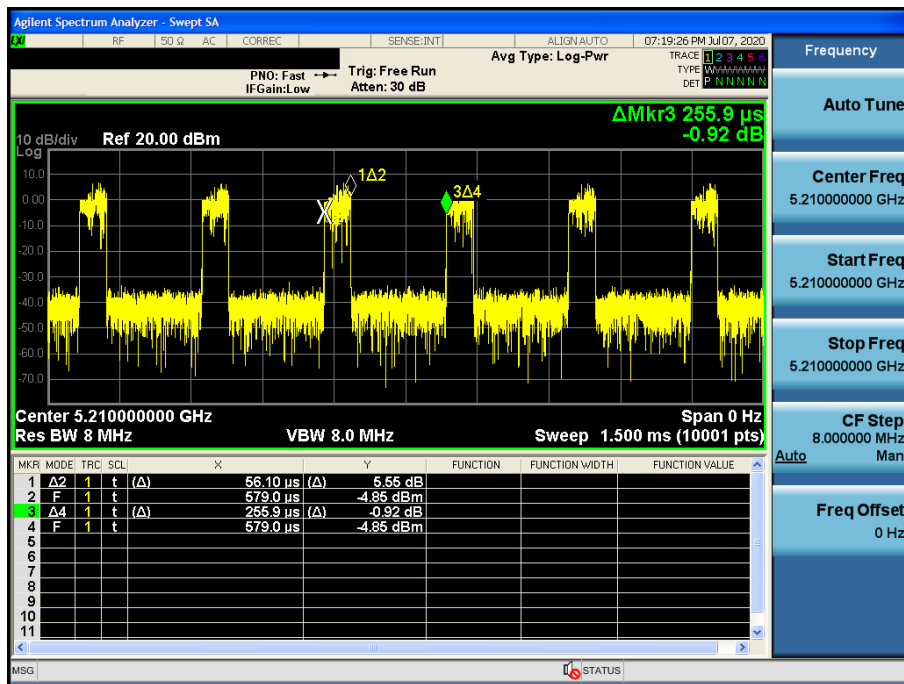 Agilent Spectrum Analyzer - Swept SA
LXI RF 50 Ω AC CORREC SENSE:INT ALIGN AUTO 07:19:26 PM Jul 07, 2020
Avg Type: Log-Pwr
TRACE 1 2 3 4 5 6
TYPE WWWWWW
DET P N N N N N
PNO: Fast Trig: Free Run
IFGain:Low Atten: 30 dB
ΔMkr3 255.9 µs
-0.92 dB
10 dB/div Ref 20.00 dBm
Log
10.0
0.00
-10.0
-20.0
-30.0
-40.0
-50.0
-60.0
-70.0
1Δ2
3Δ4
X
Center 5.210000000 GHz Span 0 Hz
Res BW 8 MHz VBW 8.0 MHz Sweep 1.500 ms (10001 pts)
MKR MODE TRC SCL X Y FUNCTION FUNCTION WIDTH FUNCTION VALUE
1 Δ2 1 t (Δ) 56.10 µs (Δ) 5.55 dB
2 F 1 t 579.0 µs -4.85 dBm
3 Δ4 1 t (Δ) 255.9 µs (Δ) -0.92 dB
4 F 1 t 579.0 µs -4.85 dBm
5
6
7
8
9
10
11
MSG STATUS
Frequency
Auto Tune
Center Freq
5.210000000 GHz
Start Freq
5.210000000 GHz
Stop Freq
5.210000000 GHz
CF Step
8.000000 MHz
Auto Man
Freq Offset
0 Hz